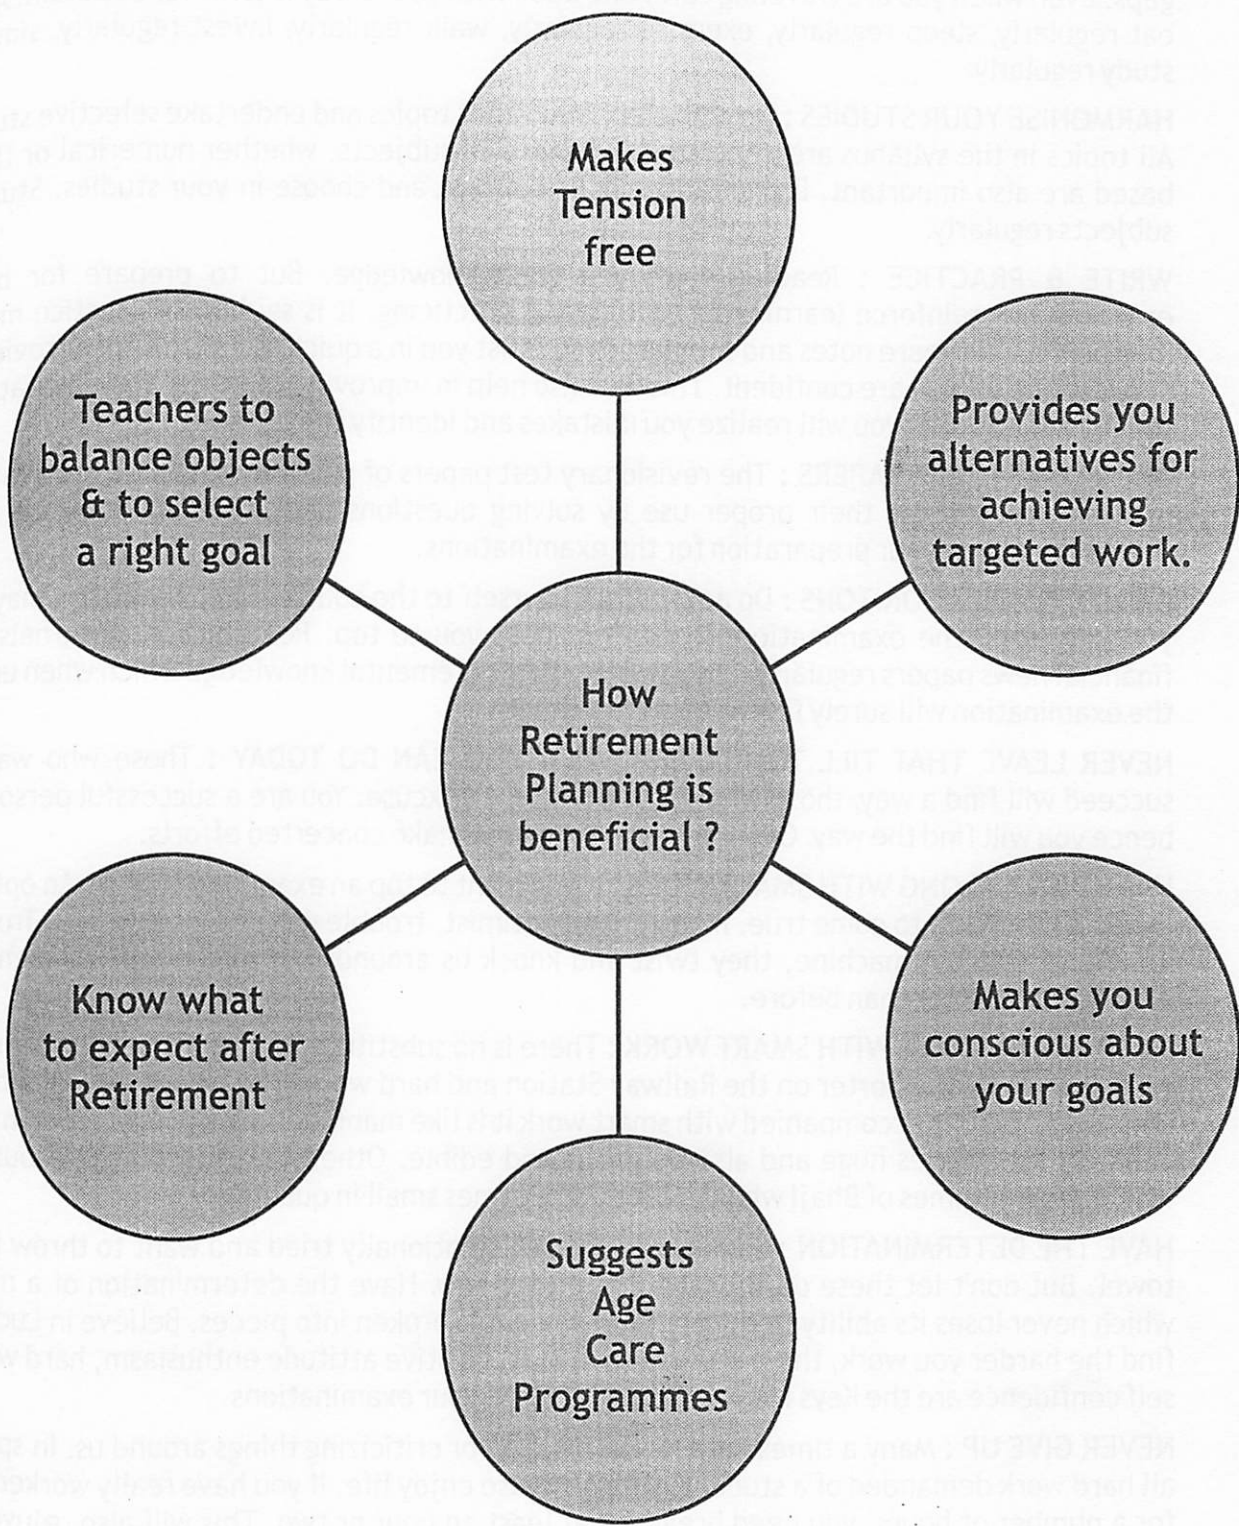 Makes
Tension
free
Teachers to
balance objects
& to select
a right goal
Provides you
alternatives for
achieving
targeted work.
How
Retirement
Planning is
beneficial ?
Know what
to expect after
Retirement
Makes you
conscious about
your goals
Suggests
Age
Care
Programmes